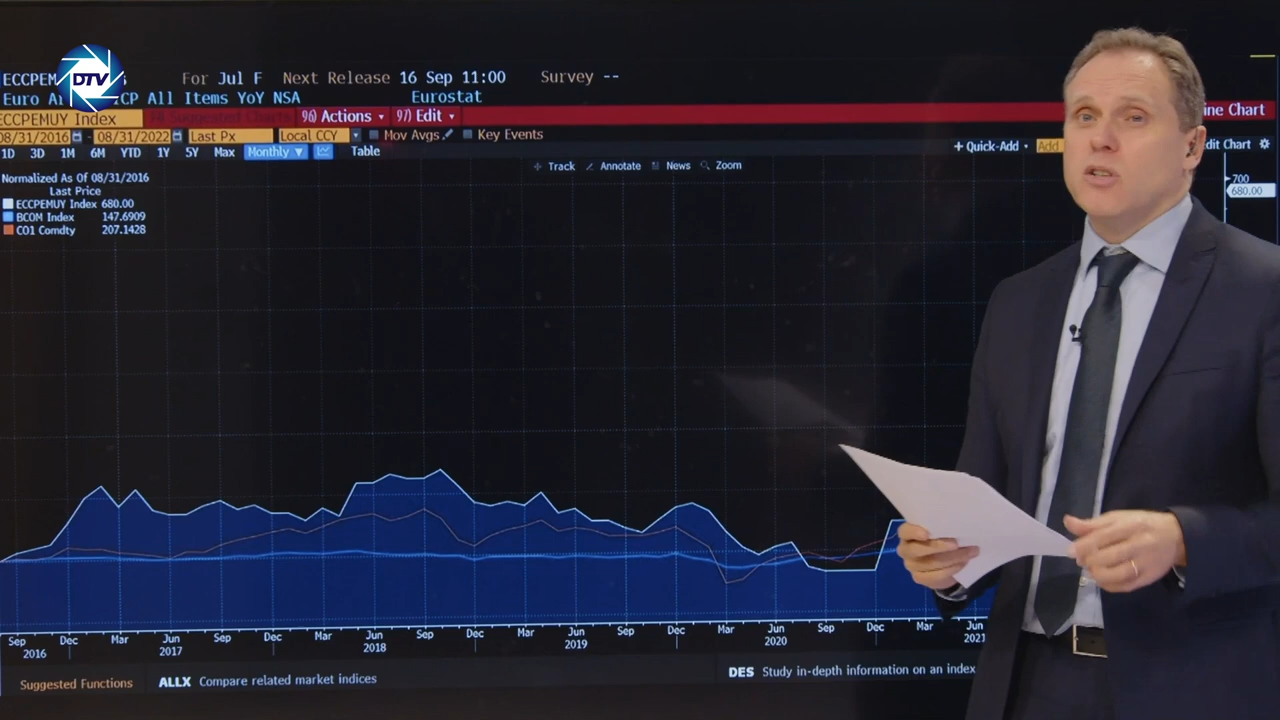 DTV
ECCPEM
For Jul F Next Release 16 Sep 11:00 Survey --
Euro Ar CP All Items YoY NSA Eurostat
ECCPEMUY Index 96) Actions 97) Edit ine Chart
08/31/2016 - 08/31/2022 Last Px Local CCY Mov Avgs Key Events
1D 3D 1M 6M YTD 1Y 5Y Max Monthly ▼ Table + Quick-Add Add dit Chart
Track Annotate News Zoom
Normalized As Of 08/31/2016
Last Price
ECCPEMUY Index 680.00
BCOM Index 147.6909
CO1 Comdty 207.1428
700
680.00
Sep Dec Mar Jun Sep Dec Mar Jun Sep Dec Mar Jun Sep Dec Mar Jun Sep Dec Mar Jun
2016 2017 2018 2019 2020 2021
Suggested Functions ALLX Compare related market indices DES Study in-depth information on an index